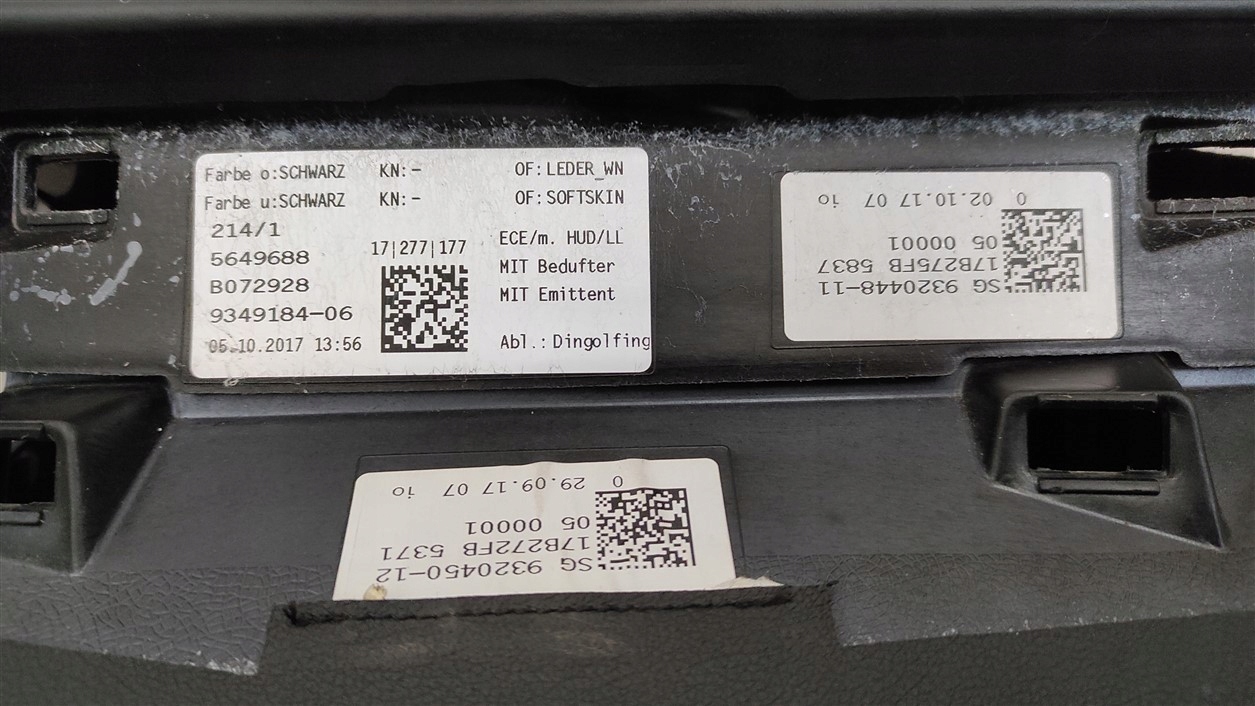 Farbe o:SCHWARZ KN:- OF:LEDER_WN
Farbe u:SCHWARZ KN:- OF:SOFTSKIN
214/1
5649688 17|277|177 ECE/m. HUD/LL
B072928 MIT Bedufter
9349184-06 MIT Emittent
05.10.2017 13:56 Abl.:Dingolfing
SG 9320448-11
17B275FB 5837
05 00001
0 02.10.17 07 io
SG 9320450-12
17B272FB 5371
05 00001
0 29.09.17 07 io